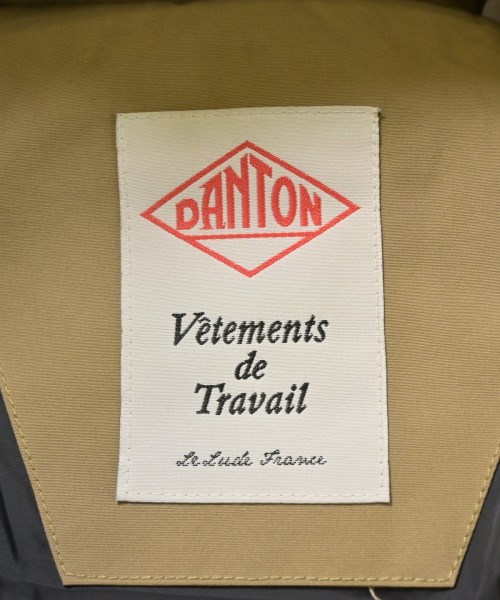 DANTON
Vêtements
de
Travail
Le Lude France